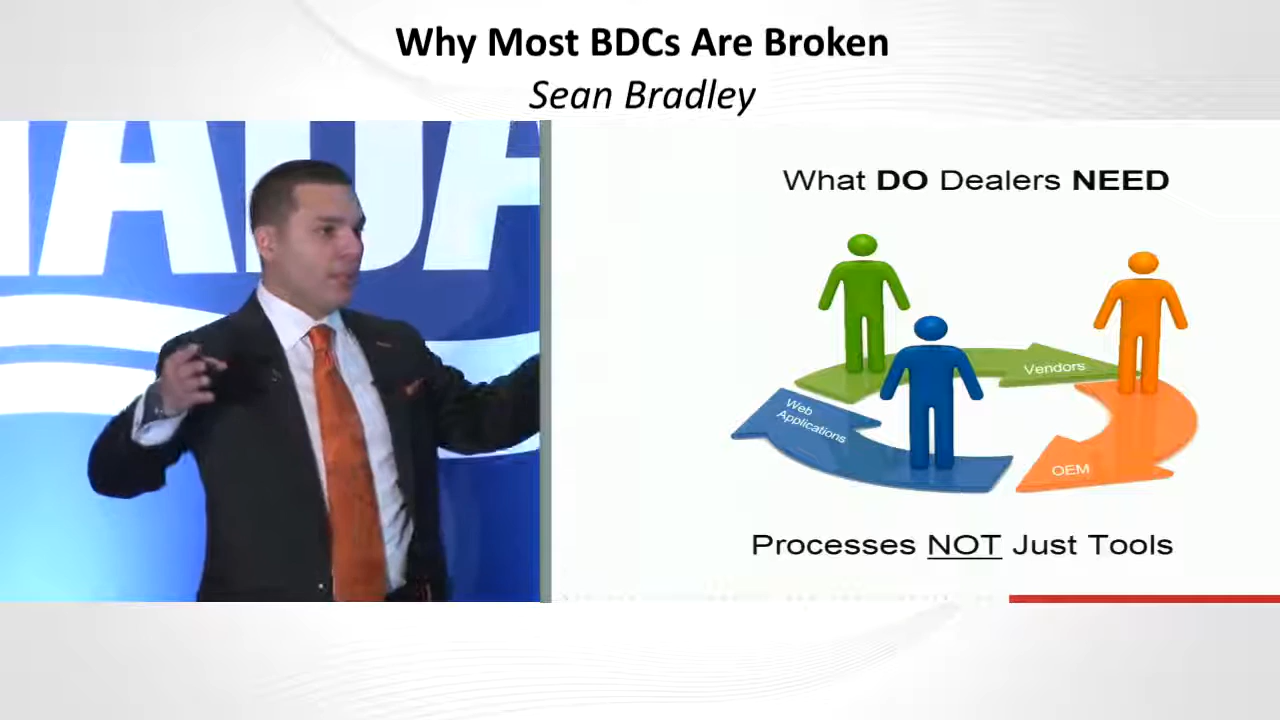 Why Most BDCs Are Broken
Sean Bradley
NADA
What DO Dealers NEED
Vendors
Web
Applications
OEM
Processes NOT Just Tools